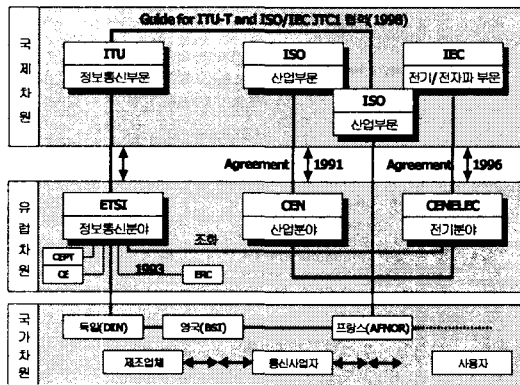 Guide for ITU-T and ISO/IEC JTC1 협약(1998)
국제차원
ITU
정보통신부문
ISO
산업부문
IEC
전기/전자파 부문
ISO
산업부문
Agreement
1991
Agreement
1996
유럽차원
ETSI
정보통신분야
CEN
산업분야
CENELEC
전기분야
조화
CEPT
CE
1993
ERC
국가차원
독일(DIN)
영국(BSI)
프랑스(AFNOR)
제조업체
통신사업자
사용자